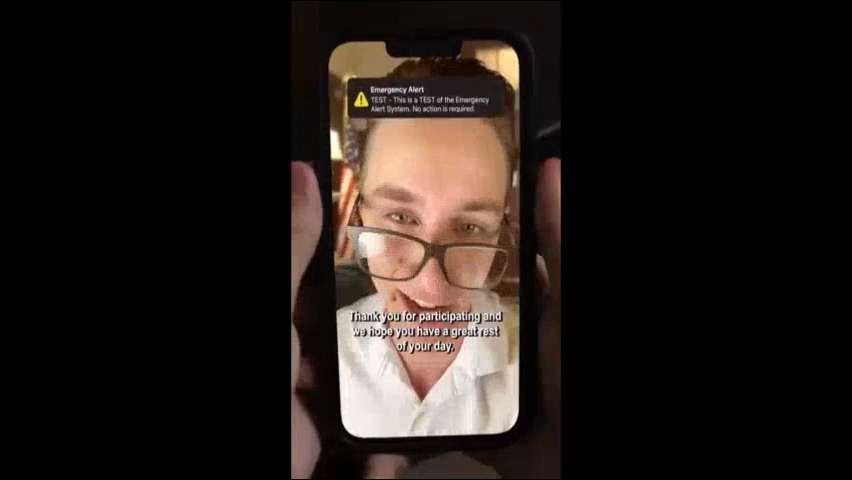 Emergency Alert
TEST - This is a TEST of the Emergency
Alert System. No action is required.
Thank you for participating and
we hope you have a great rest
of your day.